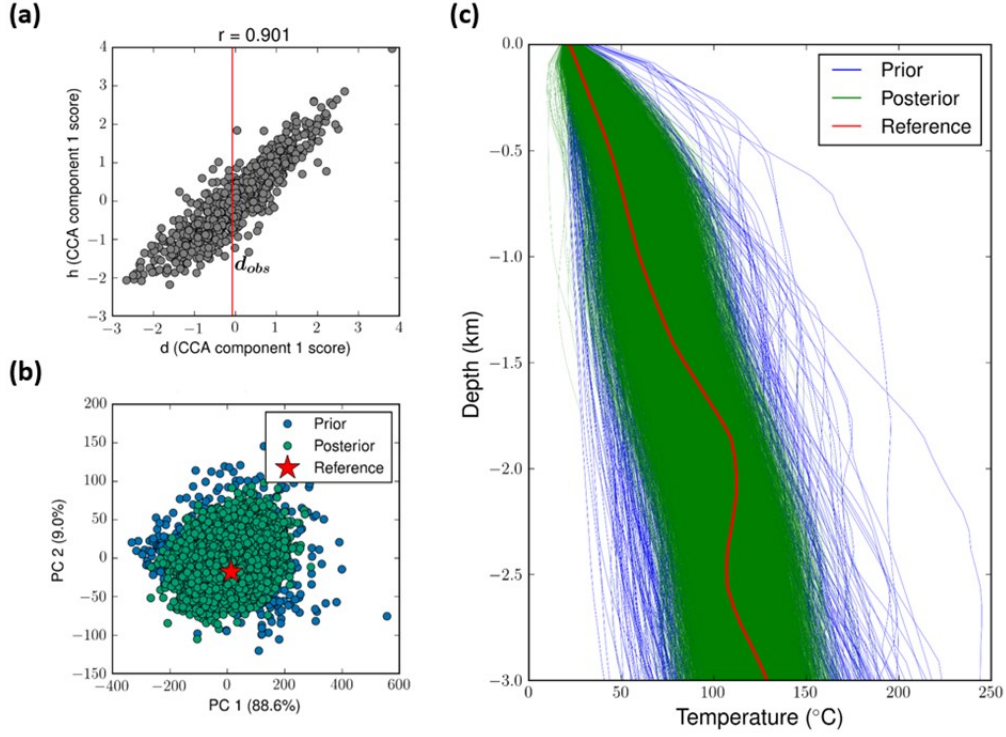 (a)
r = 0.901
4
3
2
1
0
−1
−2
−3
h (CCA component 1 score)
d_obs
−3 −2 −1 0 1 2 3 4
d (CCA component 1 score)
(b)
200
150
100
50
0
−50
−100
−150
PC 2 (9.0%)
Prior
Posterior
Reference
−400 −200 0 200 400 600
PC 1 (88.6%)
(c)
0.0
−0.5
−1.0
−1.5
−2.0
−2.5
−3.0
Depth (km)
Prior
Posterior
Reference
0 50 100 150 200 250
Temperature (°C)